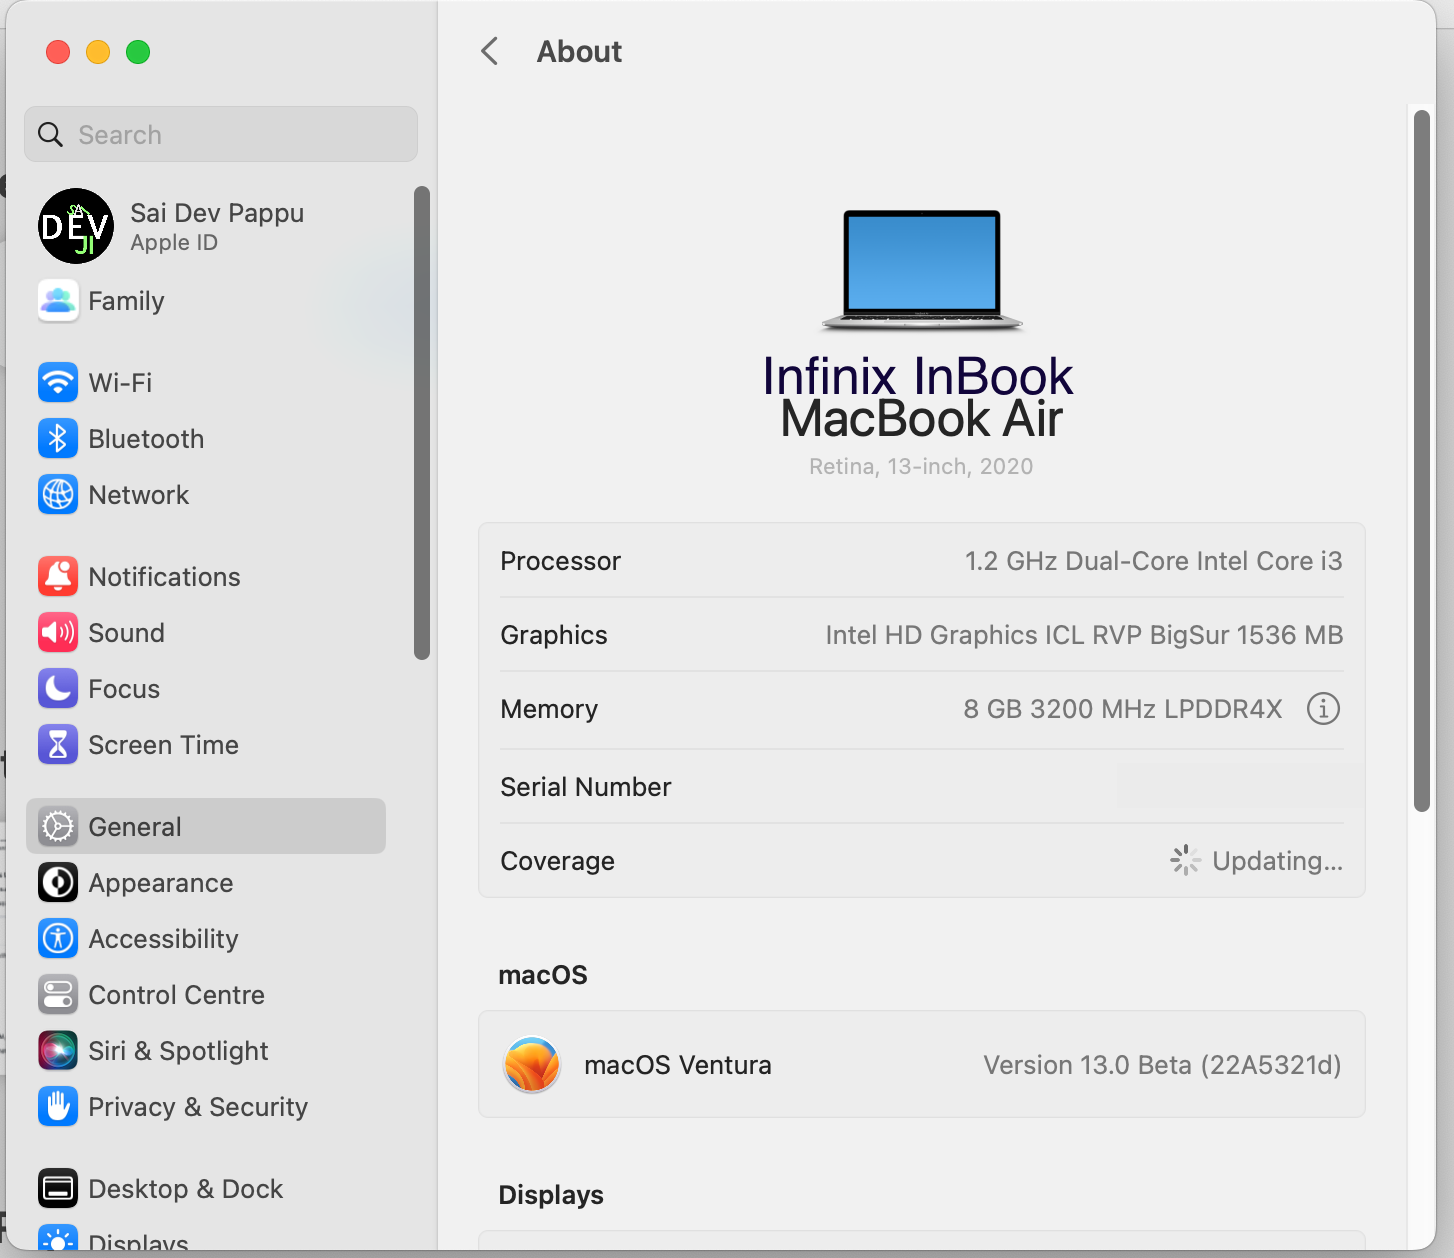 About
Search
DEV
JI
Sai Dev Pappu
Apple ID
Family
Wi-Fi
Bluetooth
Network
Notifications
Sound
Focus
Screen Time
General
Appearance
Accessibility
Control Centre
Siri & Spotlight
Privacy & Security
Desktop & Dock
Displays
Infinix InBook
MacBook Air
Retina, 13-inch, 2020
Processor 1.2 GHz Dual-Core Intel Core i3
Graphics Intel HD Graphics ICL RVP BigSur 1536 MB
Memory 8 GB 3200 MHz LPDDR4X
Serial Number
Coverage Updating...
macOS
macOS Ventura Version 13.0 Beta (22A5321d)
Displays